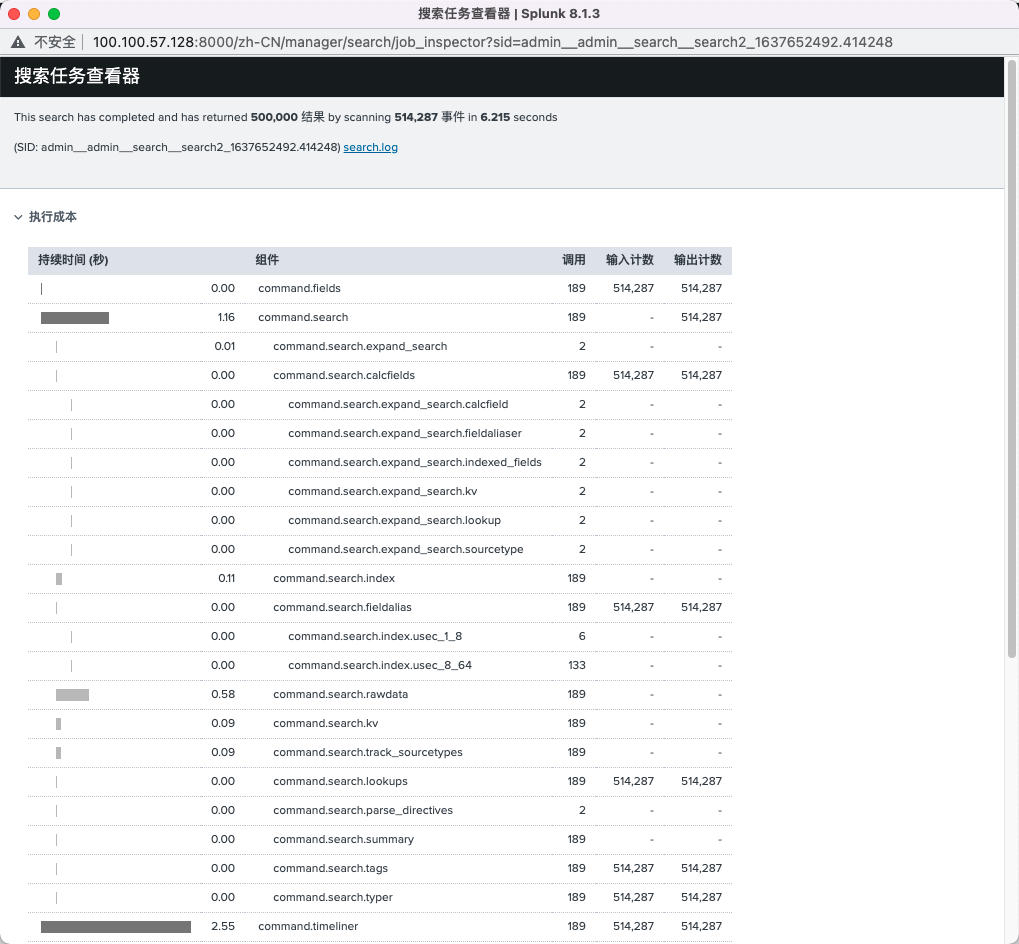 搜索任务查看器 | Splunk 8.1.3
不安全 100.100.57.128:8000/zh-CN/manager/search/job_inspector?sid=admin__admin__search__search2_1637652492.414248
搜索任务查看器
This search has completed and has returned 500,000 结果 by scanning 514,287 事件 in 6.215 seconds
(SID: admin__admin__search__search2_1637652492.414248) search.log
执行成本
持续时间 (秒) 组件 调用 输入计数 输出计数
0.00 command.fields 189 514,287 514,287
1.16 command.search 189 - 514,287
0.01 command.search.expand_search 2 - -
0.00 command.search.calcfields 189 514,287 514,287
0.00 command.search.expand_search.calcfield 2 - -
0.00 command.search.expand_search.fieldaliaser 2 - -
0.00 command.search.expand_search.indexed_fields 2 - -
0.00 command.search.expand_search.kv 2 - -
0.00 command.search.expand_search.lookup 2 - -
0.00 command.search.expand_search.sourcetype 2 - -
0.11 command.search.index 189 - -
0.00 command.search.fieldalias 189 514,287 514,287
0.00 command.search.index.usec_1_8 6 - -
0.00 command.search.index.usec_8_64 133 - -
0.58 command.search.rawdata 189 - -
0.09 command.search.kv 189 - -
0.09 command.search.track_sourcetypes 189 - -
0.00 command.search.lookups 189 514,287 514,287
0.00 command.search.parse_directives 2 - -
0.00 command.search.summary 189 - -
0.00 command.search.tags 189 514,287 514,287
0.00 command.search.typer 189 514,287 514,287
2.55 command.timeliner 189 514,287 514,287